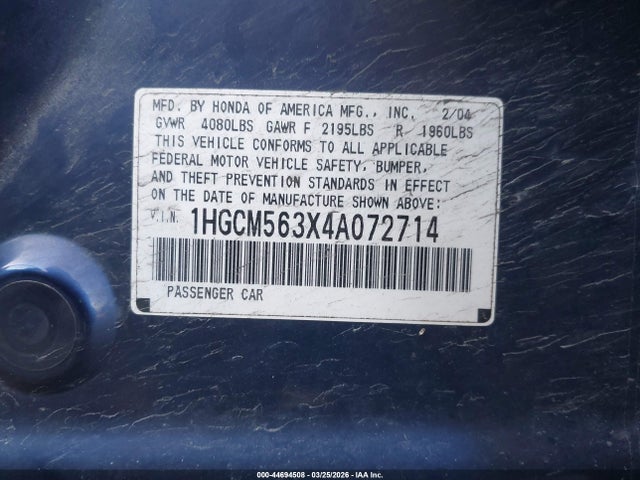 MFD. BY HONDA OF AMERICA MFG., INC. 2/04
GVWR 4080LBS GAWR F 2195LBS R 1960LBS
THIS VEHICLE CONFORMS TO ALL APPLICABLE
FEDERAL MOTOR VEHICLE SAFETY, BUMPER,
AND THEFT PREVENTION STANDARDS IN EFFECT
ON THE DATE OF MANUFACTURE SHOWN ABOVE:
V.I.N. 1HGCM563X4A072714
PASSENGER CAR
000-44694508 - 03/25/2026 - IAA Inc.